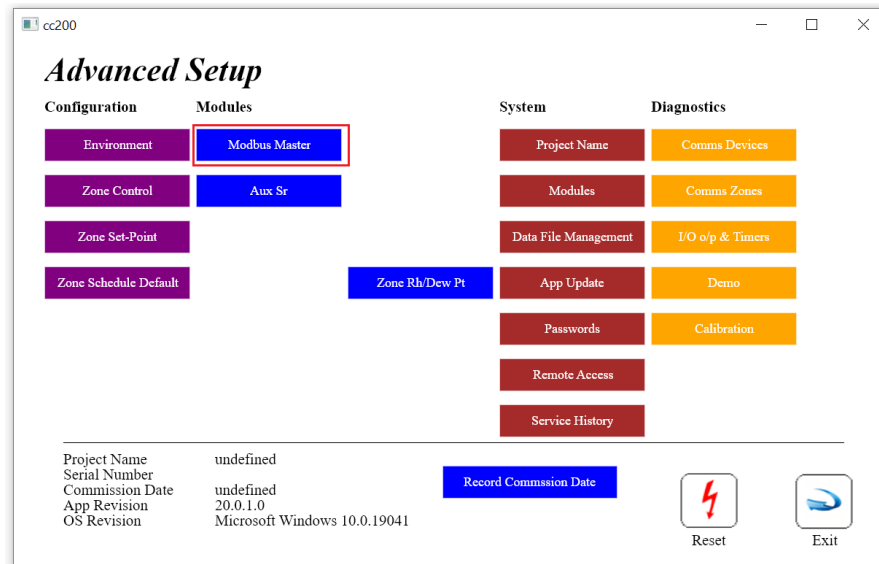 cc200
Advanced Setup
Configuration Modules System Diagnostics
Environment Modbus Master Project Name Comms Devices
Zone Control Aux Sr Modules Comms Zones
Zone Set-Point Data File Management I/O o/p & Timers
Zone Schedule Default Zone Rh/Dew Pt App Update Demo
Passwords Calibration
Remote Access
Service History
Project Name undefined
Serial Number
Commission Date undefined
App Revision 20.0.1.0
OS Revision Microsoft Windows 10.0.19041
Record Commssion Date
Reset Exit